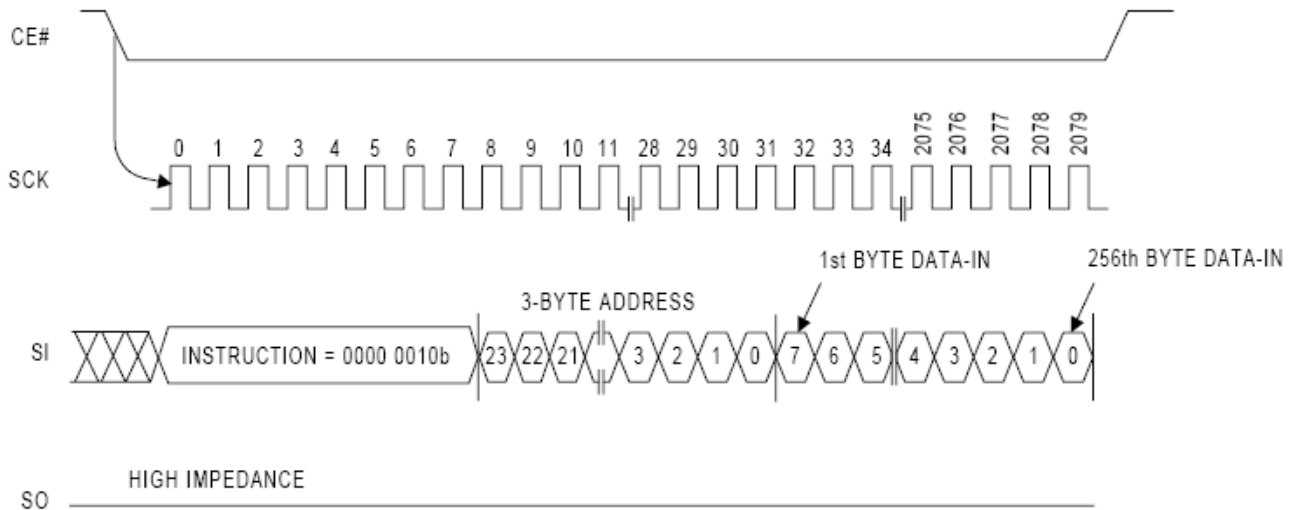 CE#
0 1 2 3 4 5 6 7 8 9 10 11 28 29 30 31 32 33 34 2075 2076 2077 2078 2079
SCK
1st BYTE DATA-IN 256th BYTE DATA-IN
3-BYTE ADDRESS
SI INSTRUCTION = 0000 0010b 23 22 21 3 2 1 0 7 6 5 4 3 2 1 0
HIGH IMPEDANCE
SO